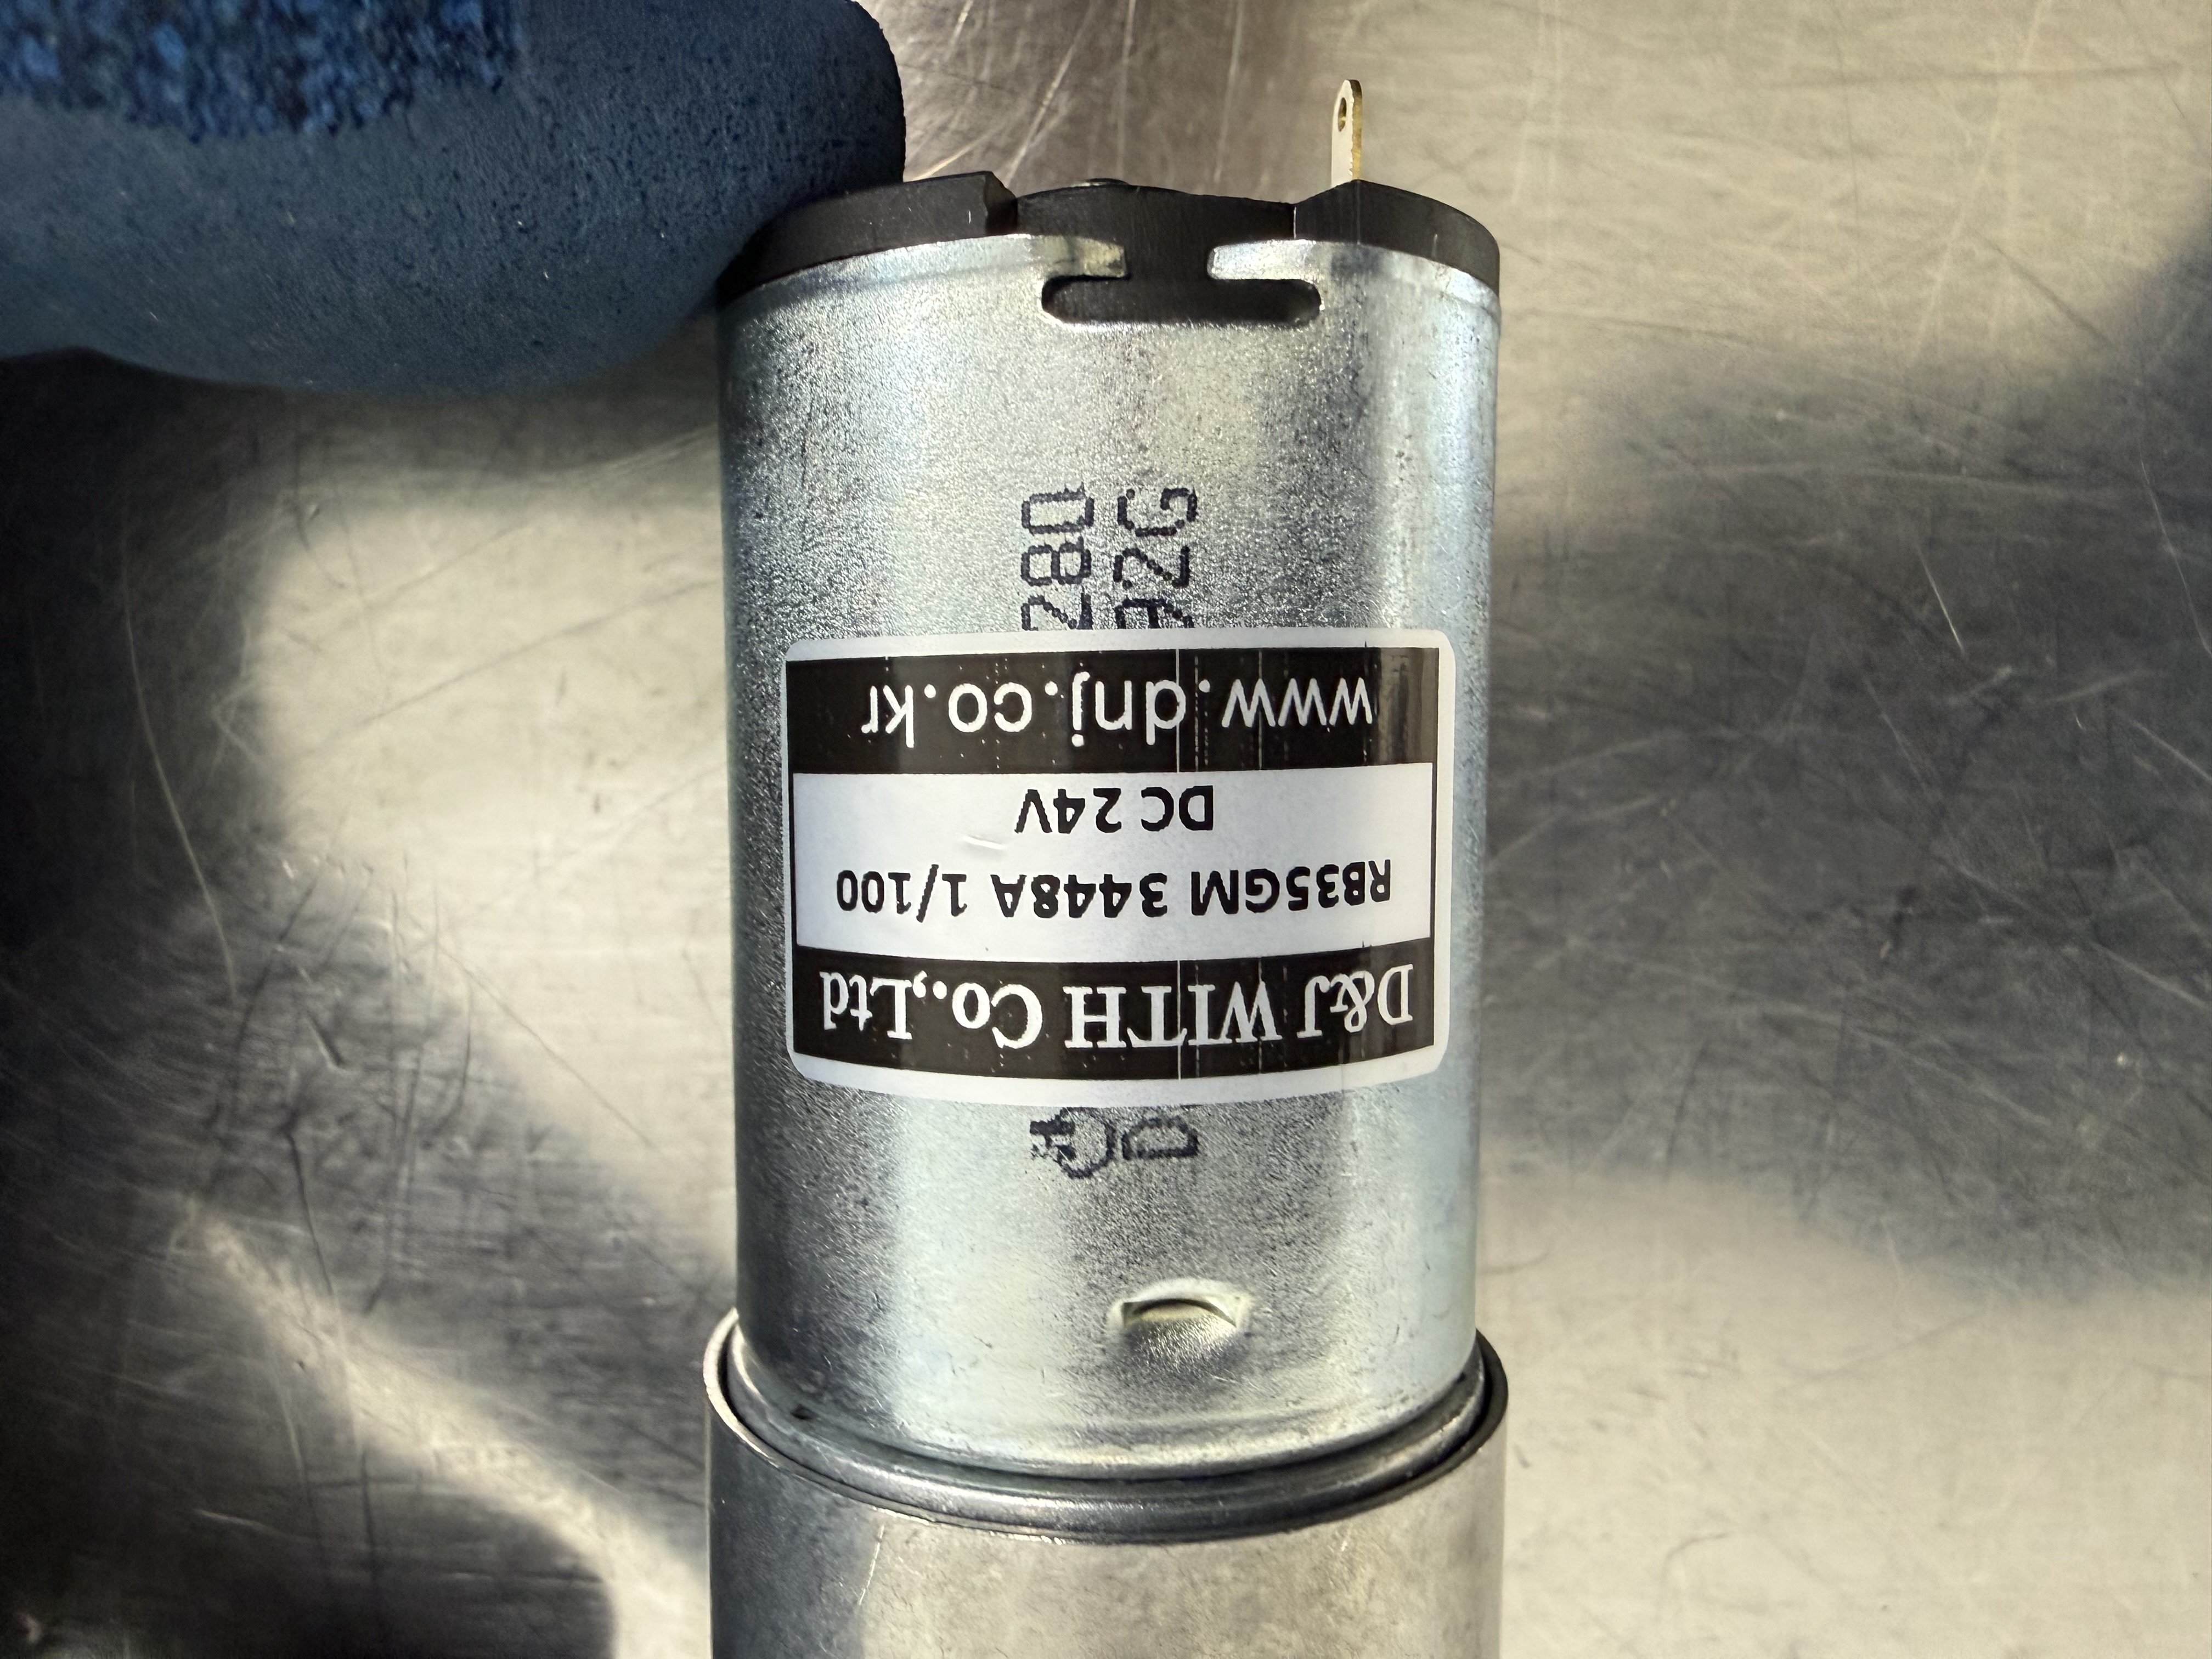 D&J WITH Co.,Ltd
RB35GM 3448A 1/100
DC 24V
www.dnj.co.kr